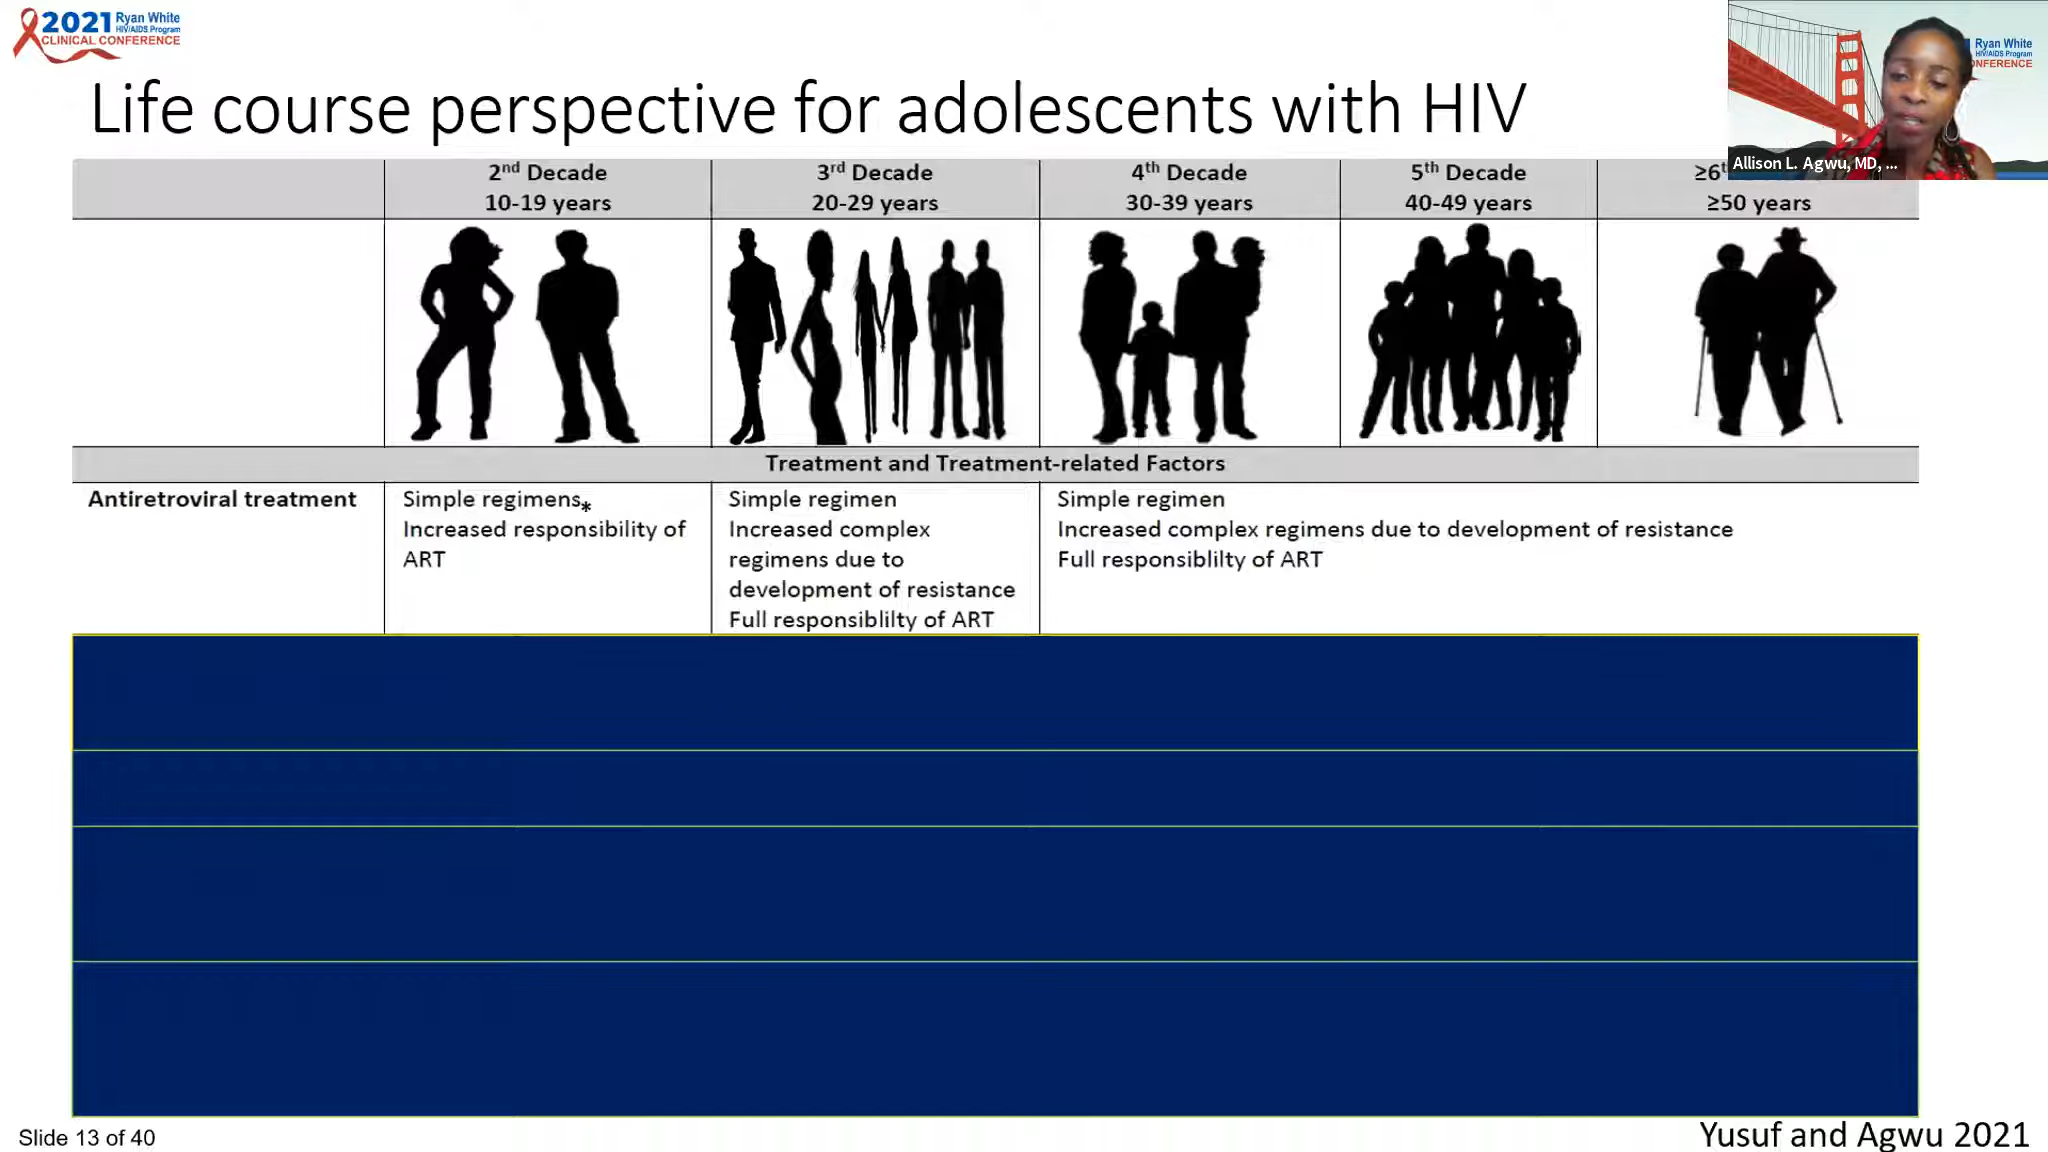 2021 Ryan White
HIV/AIDS Program
CLINICAL CONFERENCE
Ryan White
HIV/AIDS Program
ONFERENCE
Allison L. Agwu, MD, ...
Life course perspective for adolescents with HIV
2nd Decade
10-19 years
3rd Decade
20-29 years
4th Decade
30-39 years
5th Decade
40-49 years
≥50 years
Treatment and Treatment-related Factors
Antiretroviral treatment
Simple regimens*
Increased responsibility of
ART
Simple regimen
Increased complex
regimens due to
development of resistance
Full responsiblilty of ART
Simple regimen
Increased complex regimens due to development of resistance
Full responsiblilty of ART
Slide 13 of 40
Yusuf and Agwu 2021